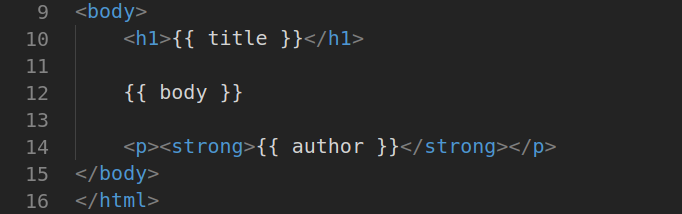 9 <body>
10     <h1>{{ title }}</h1>
11
12     {{ body }}
13
14     <p><strong>{{ author }}</strong></p>
15 </body>
16 </html>